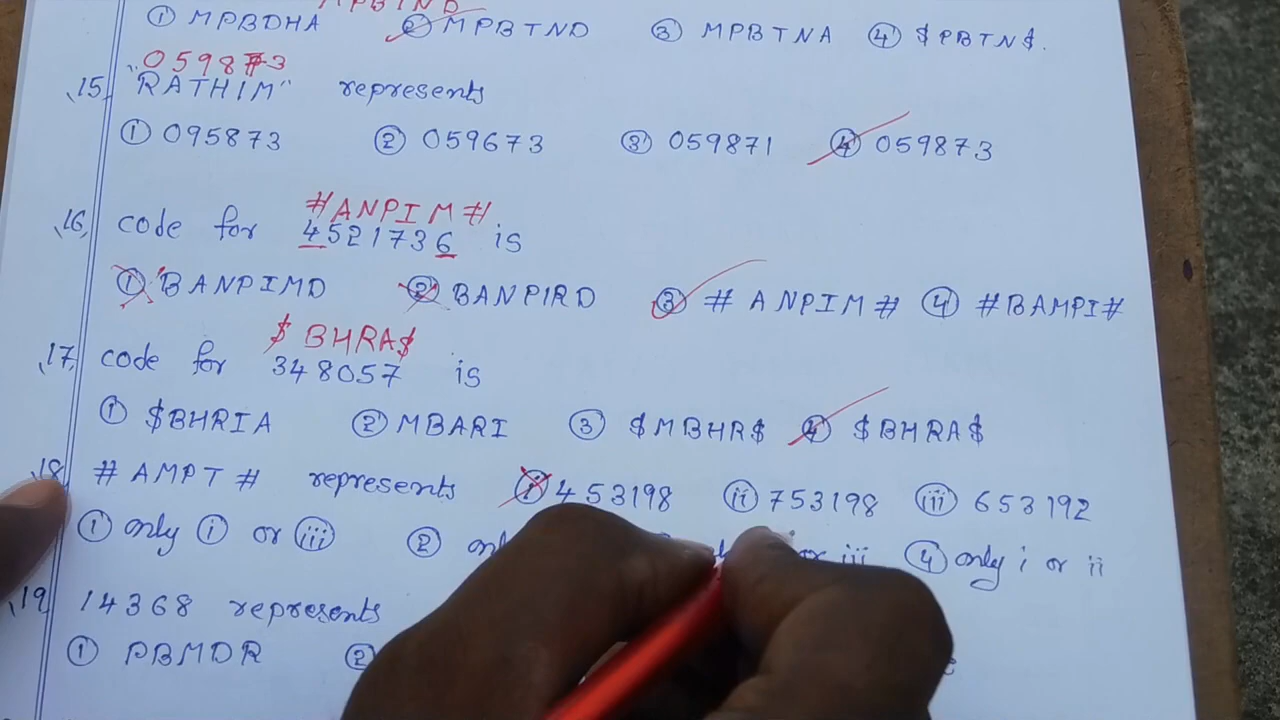 MPBTND
① MPBDHA ② MPBTND ③ MPBTNA ④ $PBTN$.
059873
15, "RATHIM" represents
① 095873 ② 059673 ③ 059871 ④ 059873
#ANPIM#
16, code for 4521736 is
① BANPIMD ② BANPIRD ③ # ANPIM # ④ #BAMPI#
$BHRA$
17, code for 348057 is
① $BHRIA ② MBARI ③ $MBHR$ ④ $BHRA$
18, # AMPT # represents ⓘ 453198 ⓘⓘ 753198 ⓘⓘⓘ 653192
① only ⓘ or ⓘⓘⓘ ② or iii ④ only i or ii
19, 14368 represents
① PBMDR ②